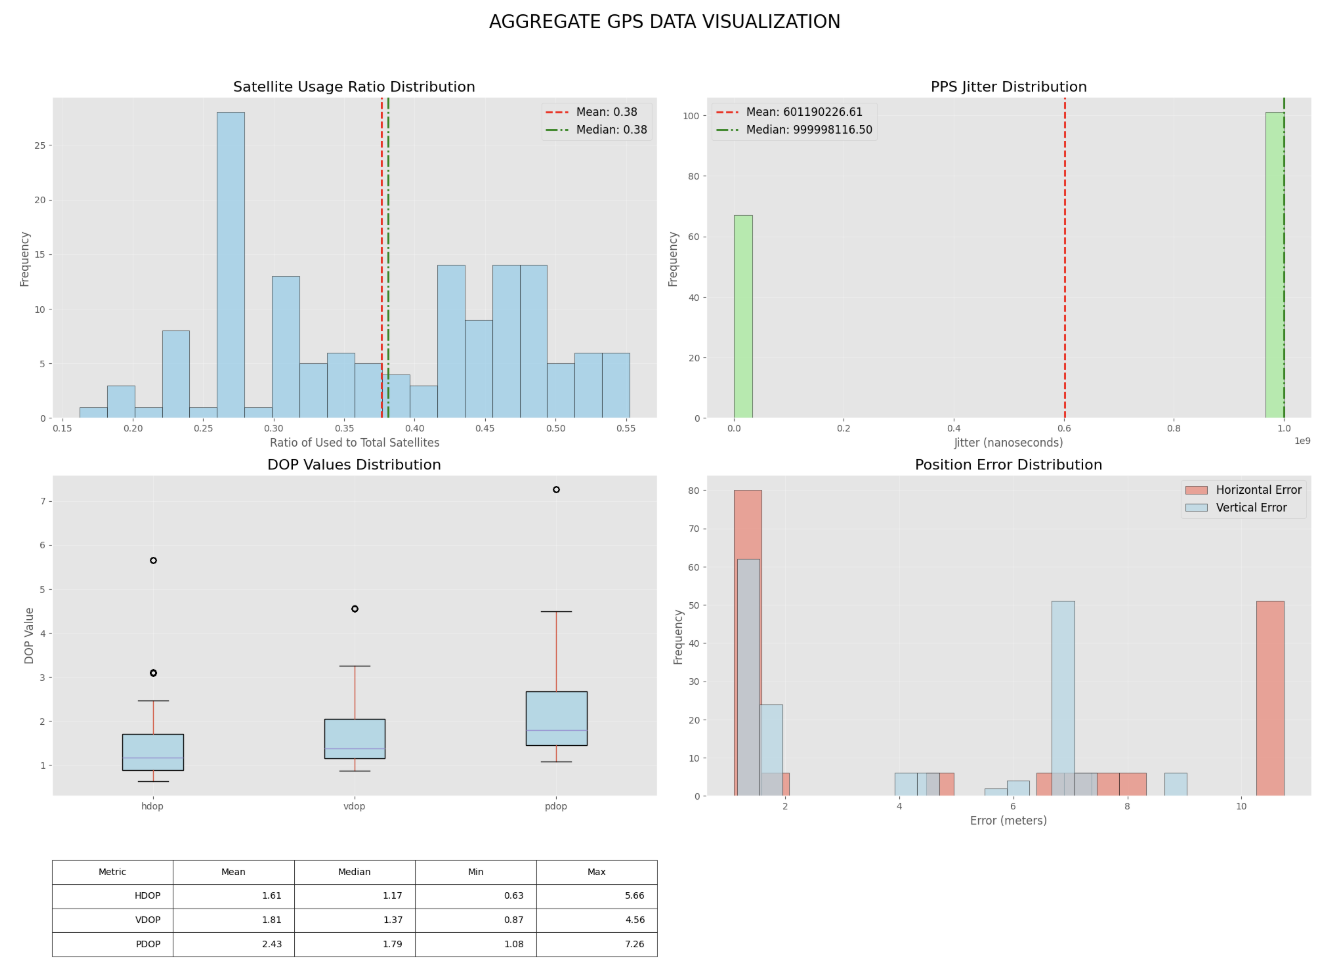 AGGREGATE GPS DATA VISUALIZATION
Satellite Usage Ratio Distribution
Mean: 0.38
Median: 0.38
Frequency
25
20
15
10
5
0
0.15 0.20 0.25 0.30 0.35 0.40 0.45 0.50 0.55
Ratio of Used to Total Satellites
PPS Jitter Distribution
Mean: 601190226.61
Median: 999998116.50
Frequency
100
80
60
40
20
0
0.0 0.2 0.4 0.6 0.8 1.0
1e9
Jitter (nanoseconds)
DOP Values Distribution
DOP Value
7
6
5
4
3
2
1
hdop vdop pdop
Position Error Distribution
Horizontal Error
Vertical Error
Frequency
80
70
60
50
40
30
20
10
0
2 4 6 8 10
Error (meters)
Metric Mean Median Min Max
HDOP 1.61 1.17 0.63 5.66
VDOP 1.81 1.37 0.87 4.56
PDOP 2.43 1.79 1.08 7.26